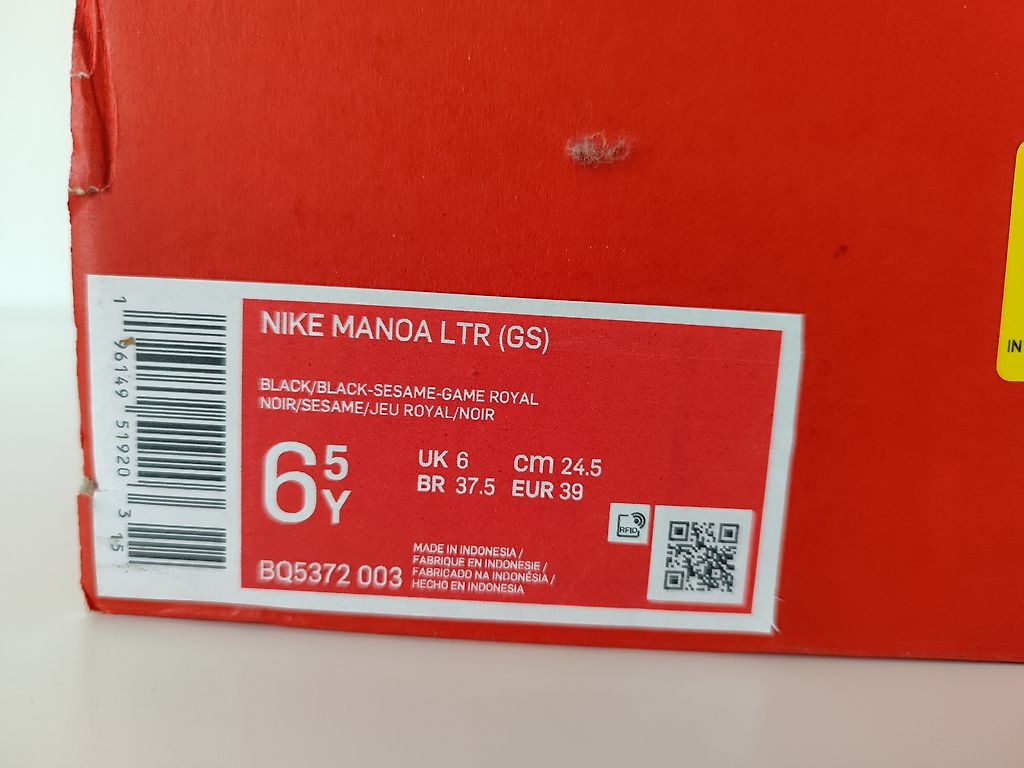 NIKE MANOA LTR (GS)
BLACK/BLACK-SESAME-GAME ROYAL
NOIR/SESAME/JEU ROYAL/NOIR
6 5 Y
UK 6 cm 24.5
BR 37.5 EUR 39
BQ5372 003
MADE IN INDONESIA /
FABRIQUE EN INDONESIE /
FABRICADO NA INDONÉSIA /
HECHO EN INDONESIA
RFID
1 96149 51920 3 15
IN